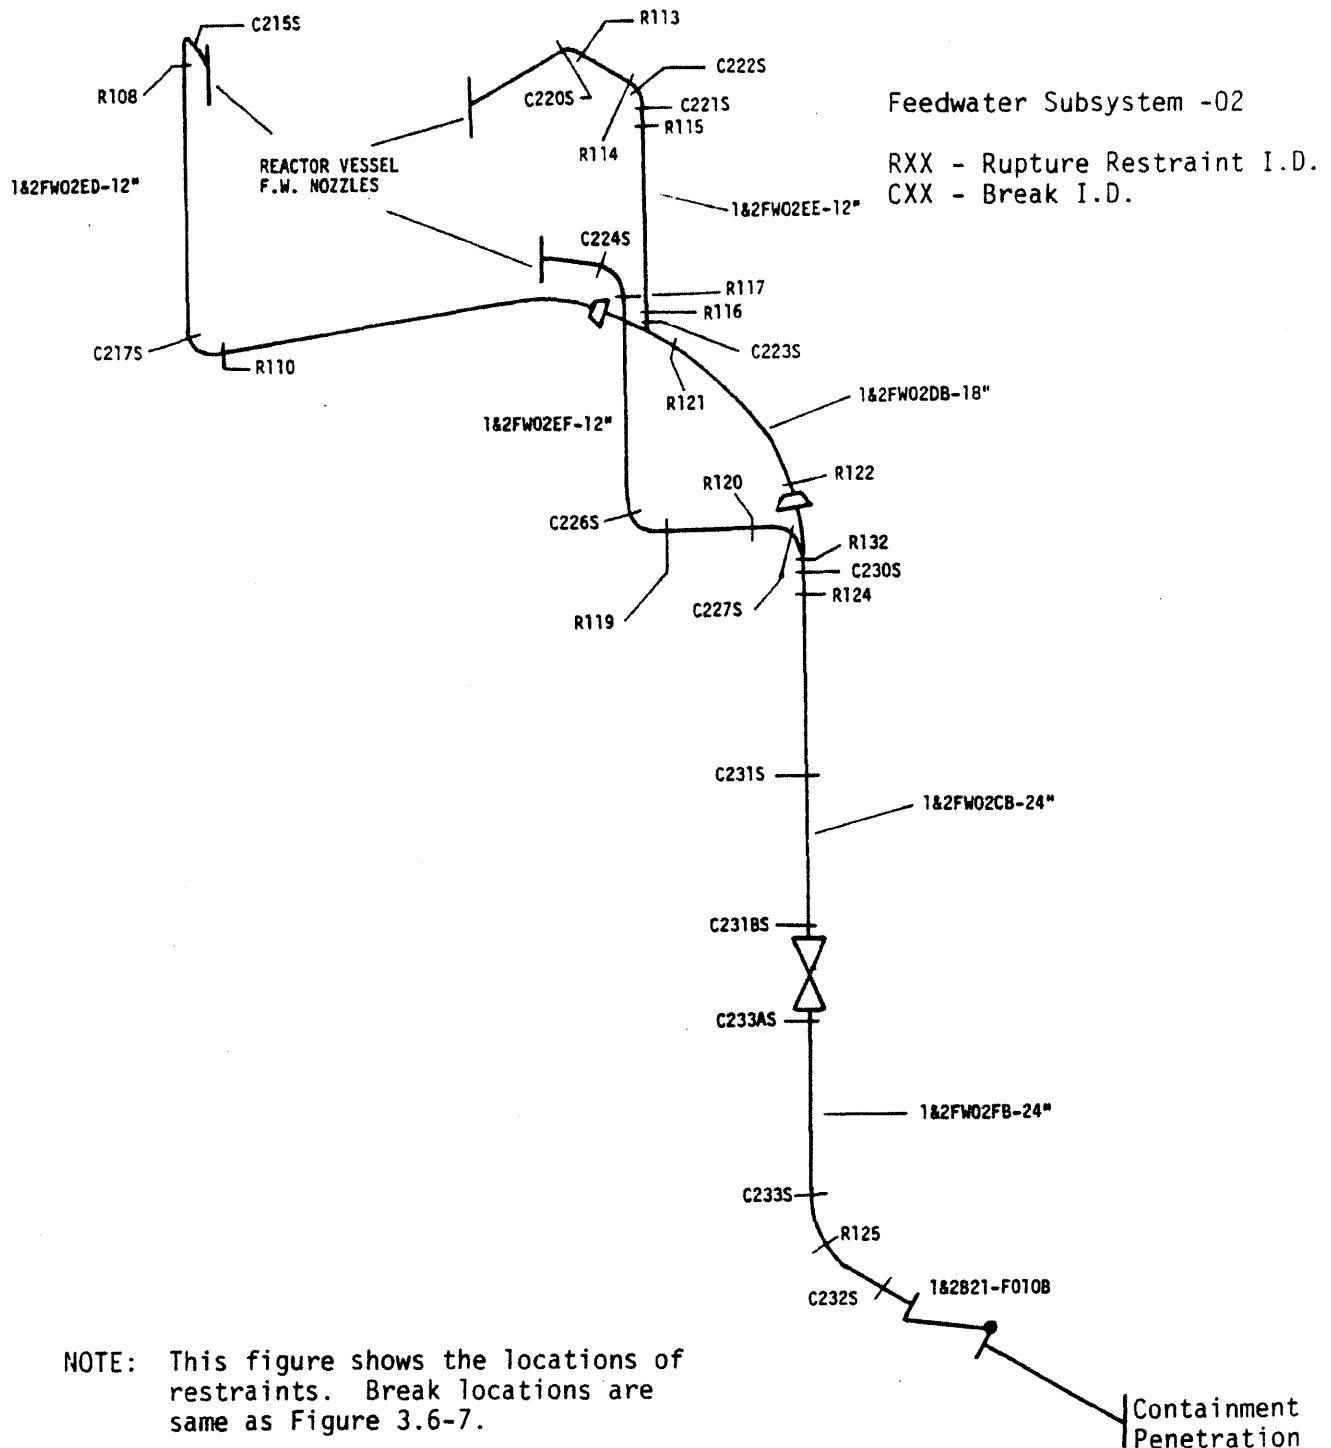 C215S
R113
R108
C222S
C220S
C221S
R115
R114
Feedwater Subsystem -02
RXX - Rupture Restraint I.D.
CXX - Break I.D.
REACTOR VESSEL
F.W. NOZZLES
1&2FW02ED-12"
1&2FW02EE-12"
C224S
R117
R116
C217S
R110
C223S
R121
1&2FW02DB-18"
1&2FW02EF-12"
R122
R120
C226S
R132
C230S
R124
C227S
R119
C231S
1&2FW02CB-24"
C231BS
C233AS
1&2FW02FB-24"
C233S
R125
1&2B21-F010B
C232S
NOTE: This figure shows the locations of
restraints. Break locations are
same as Figure 3.6-7.
Containment
Penetration